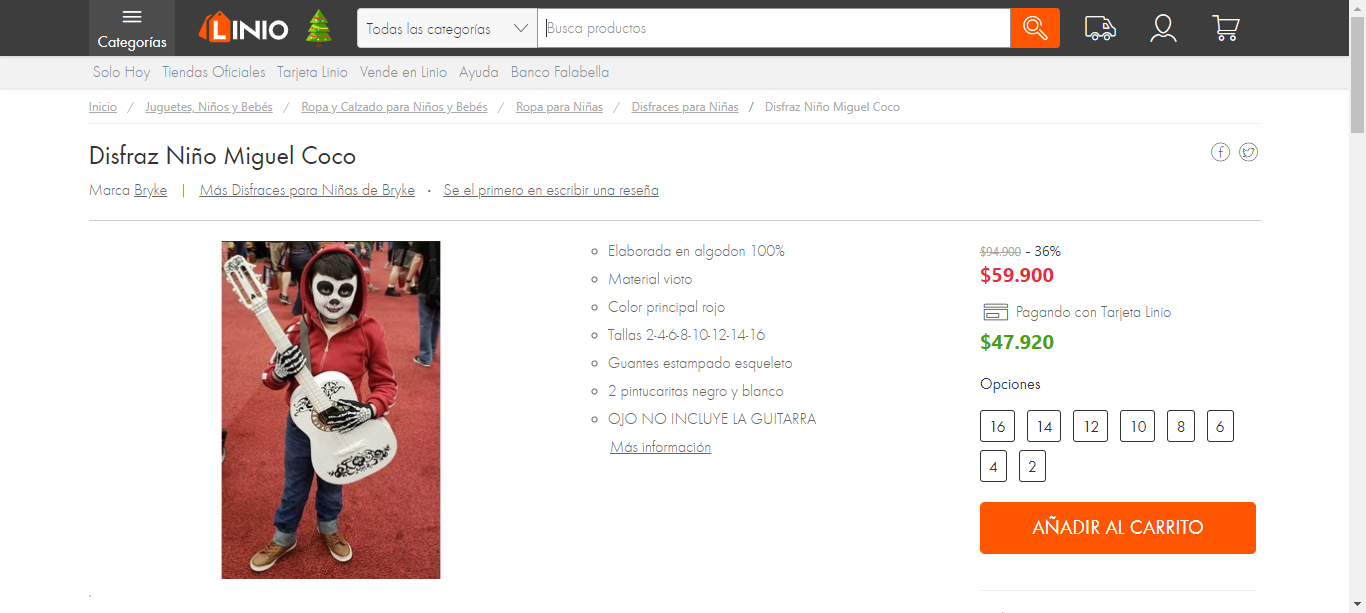 Categorías
LINIO
Todas las categorías
Busca productos
Solo Hoy Tiendas Oficiales Tarjeta Linio Vende en Linio Ayuda Banco Falabella
Inicio / Juguetes, Niños y Bebés / Ropa y Calzado para Niños y Bebés / Ropa para Niñas / Disfraces para Niñas / Disfraz Niño Miguel Coco
Disfraz Niño Miguel Coco
Marca Bryke | Más Disfraces para Niñas de Bryke · Se el primero en escribir una reseña
Elaborada en algodon 100%
Material vioto
Color principal rojo
Tallas 2-4-6-8-10-12-14-16
Guantes estampado esqueleto
2 pintucaritas negro y blanco
OJO NO INCLUYE LA GUITARRA
Más información
$94.900 - 36%
$59.900
Pagando con Tarjeta Linio
$47.920
Opciones
16 14 12 10 8 6
4 2
AÑADIR AL CARRITO